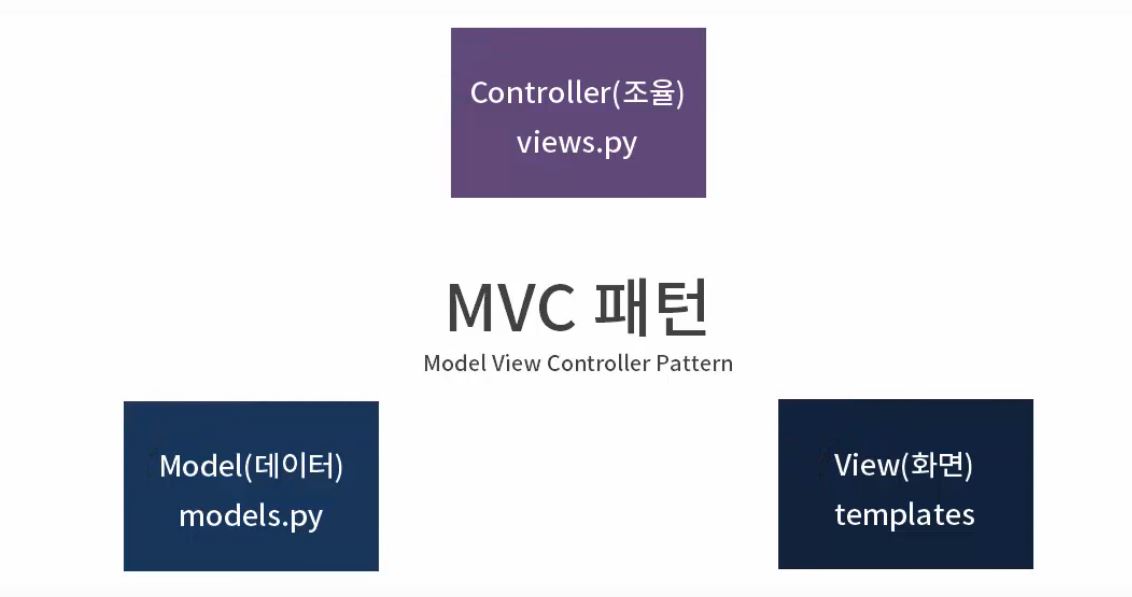 Controller(조율)
views.py
MVC 패턴
Model View Controller Pattern
Model(데이터)
models.py
View(화면)
templates